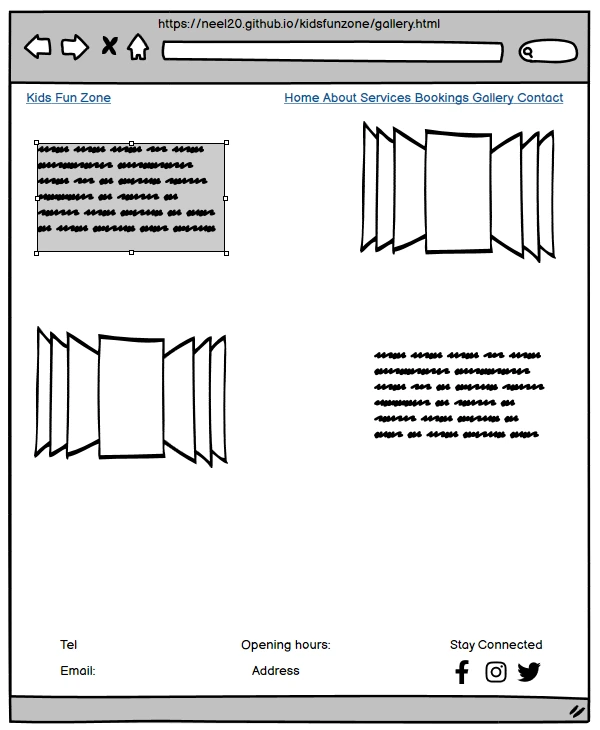 https://neel20.github.io/kidsfunzone/gallery.html
Kids Fun Zone
Home About Services Bookings Gallery Contact
Tel
Opening hours:
Stay Connected
Email:
Address